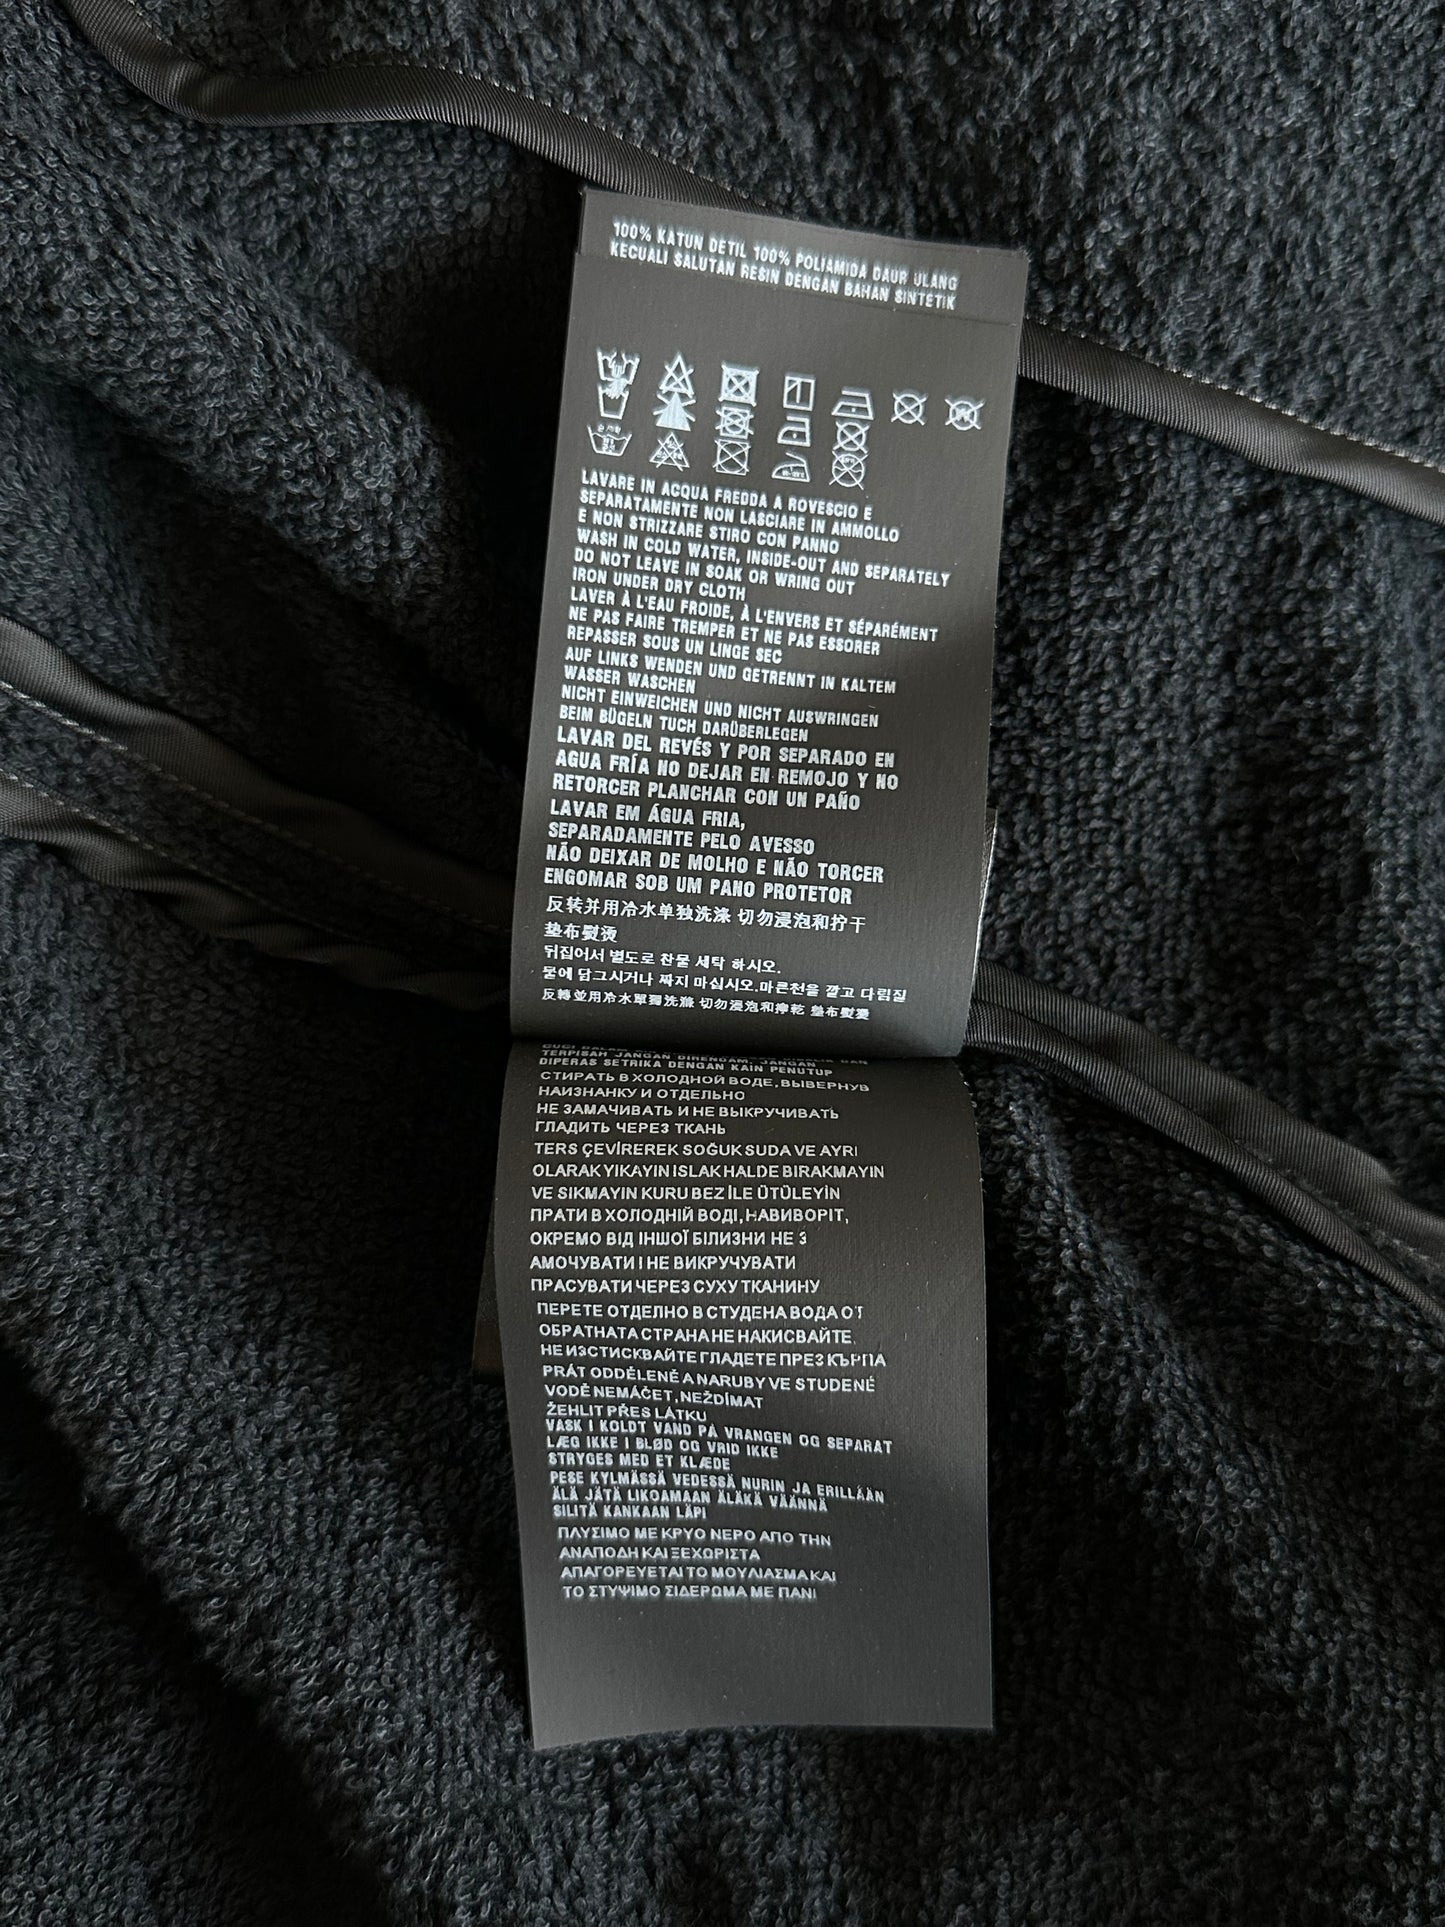 100% KATUN DETIL 100% POLIAMIDA DAUR ULANG
KECUALI SALUTAN RESIN DENGAN BAHAN SINTETIK
LAVARE IN ACQUA FREDDA A ROVESCIO E
SEPARATAMENTE NON LASCIARE IN AMMOLLO
E NON STRIZZARE STIRO CON PANNO
WASH IN COLD WATER, INSIDE-OUT AND SEPARATELY
DO NOT LEAVE IN SOAK OR WRING OUT
IRON UNDER DRY CLOTH
LAVER À L'EAU FROIDE, À L'ENVERS ET SÉPARÉMENT
NE PAS FAIRE TREMPER ET NE PAS ESSORER
REPASSER SOUS UN LINGE SEC
AUF LINKS WENDEN UND GETRENNT IN KALTEM
WASSER WASCHEN
NICHT EINWEICHEN UND NICHT AUSWRINGEN
BEIM BÜGELN TUCH DARÜBERLEGEN
LAVAR DEL REVÉS Y POR SEPARADO EN
AGUA FRÍA NO DEJAR EN REMOJO Y NO
RETORCER PLANCHAR CON UN PAÑO
LAVAR EM ÁGUA FRIA,
SEPARADAMENTE PELO AVESSO
NÃO DEIXAR DE MOLHO E NÃO TORCER
ENGOMAR SOB UM PANO PROTETOR
反转并用冷水单独洗涤 切勿浸泡和拧干
垫布熨烫
뒤집어서 별도로 찬물 세탁 하시오.
물에 담그시거나 짜지 마십시오.마른천을 깔고 다림질
反轉並用冷水單獨洗滌 切勿浸泡和擰乾 墊布熨燙
TERPISAH JANGAN DIRENDAM JANGAN
DIPERAS SETRIKA DENGAN KAIN PENUTUP
СТИРАТЬ В ХОЛОДНОЙ ВОДЕ, ВЫВЕРНУВ
НАИЗНАНКУ И ОТДЕЛЬНО
НЕ ЗАМАЧИВАТЬ И НЕ ВЫКРУЧИВАТЬ
ГЛАДИТЬ ЧЕРЕЗ ТКАНЬ
TERS ÇEVİREREK SOĞUK SUDA VE AYRI
OLARAK YIKAYIN ISLAK HALDE BIRAKMAYIN
VE SIKMAYIN KURU BEZ İLE ÜTÜLEYİN
ПРАТИ В ХОЛОДНІЙ ВОДІ, НАВИВОРІТ,
ОКРЕМО ВІД ІНШОЇ БІЛИЗНИ НЕ З
АМОЧУВАТИ І НЕ ВИКРУЧУВАТИ
ПРАСУВАТИ ЧЕРЕЗ СУХУ ТКАНИНУ
ПЕРЕТЕ ОТДЕЛНО В СТУДЕНА ВОДА ОТ
ОБРАТНАТА СТРАНА НЕ НАКИСВАЙТЕ,
НЕ ИЗСТИСКВАЙТЕ ГЛАДЕТЕ ПРЕЗ КЪРПА
PRÁT ODDĚLENĚ A NARUBY VE STUDENÉ
VODĚ NEMÁČET, NEŽDÍMAT
ŽEHLIT PŘES LÁTKU
VASK I KOLDT VAND PÅ VRANGEN OG SEPARAT
LÆG IKKE I BLØD OG VRID IKKE
STRYGES MED ET KLÆDE
PESE KYLMÄSSÄ VEDESSÄ NURIN JA ERILLÄÄN
ÄLÄ JÄTÄ LIKOAMAAN ÄLÄKÄ VÄÄNNÄ
SILITÄ KANKAAN LÄPI
ΠΛΥΣΙΜΟ ΜΕ ΚΡΥΟ ΝΕΡΟ ΑΠΟ ΤΗΝ
ΑΝΑΠΟΔΗ ΚΑΙ ΞΕΧΩΡΙΣΤΑ
ΑΠΑΓΟΡΕΥΕΤΑΙ ΤΟ ΜΟΥΛΙΑΣΜΑ ΚΑΙ
ΤΟ ΣΤΥΨΙΜΟ ΣΙΔΕΡΩΜΑ ΜΕ ΠΑΝΙ